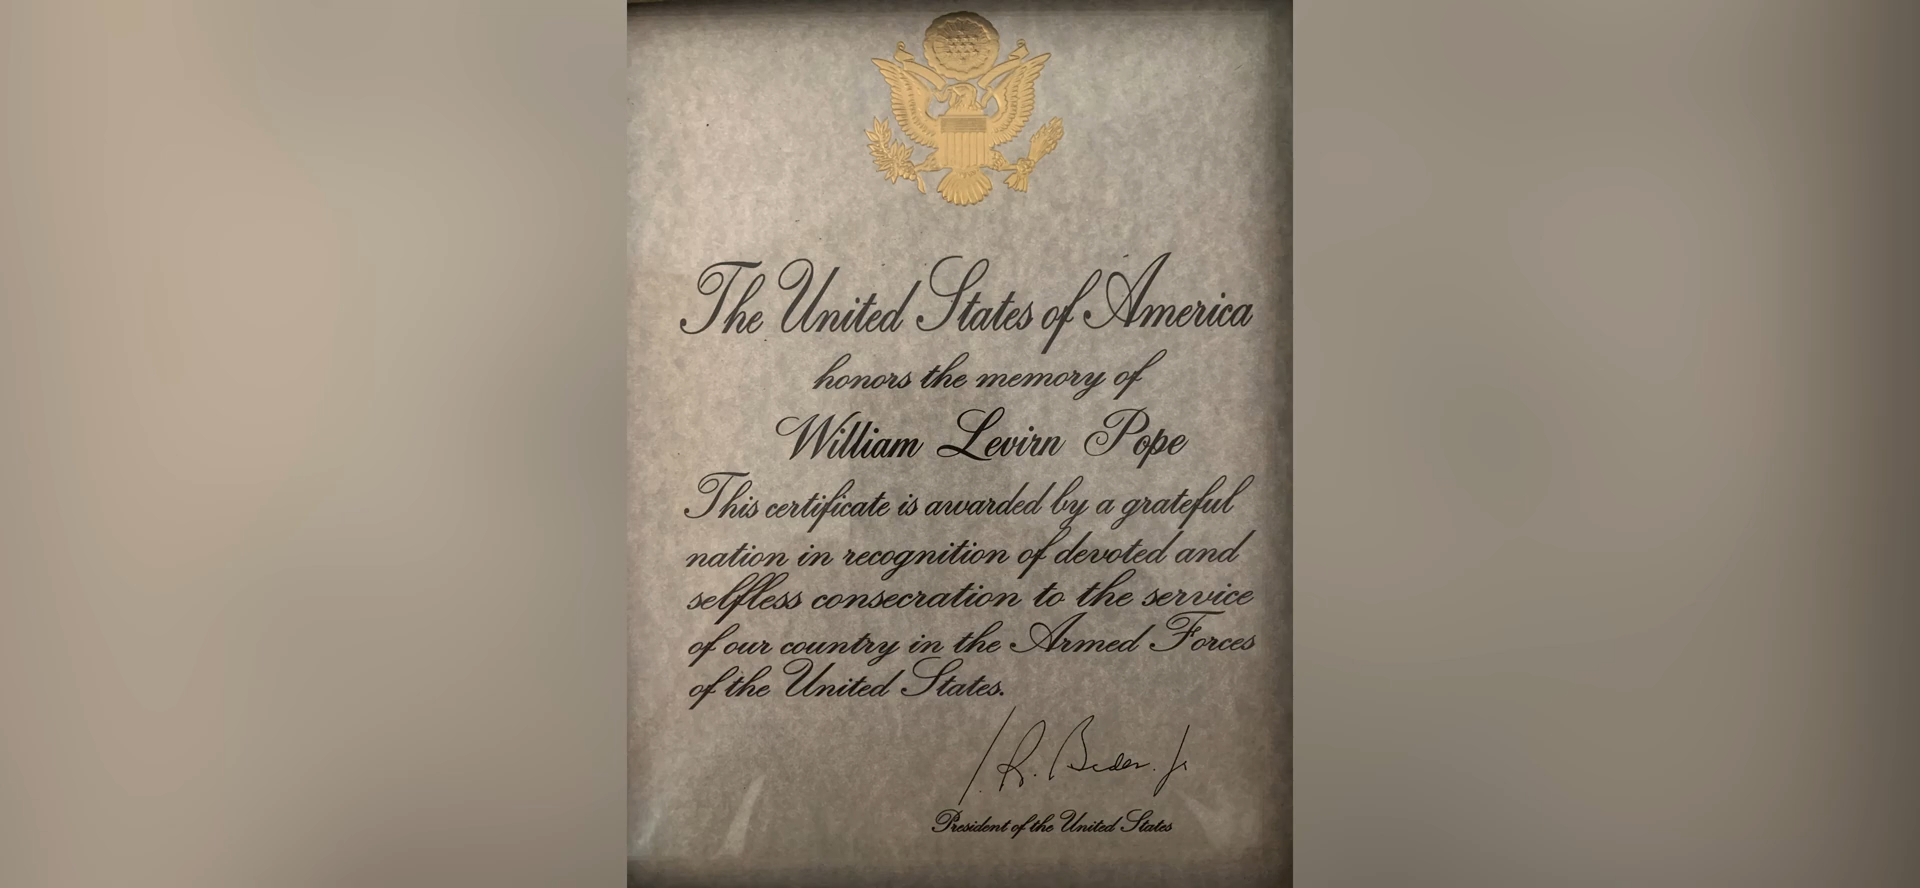 The United States of America
honors the memory of
William Levirn Pope
This certificate is awarded by a grateful
nation in recognition of devoted and
selfless consecration to the service
of our country in the Armed Forces
of the United States.
J. R. Biden. Jr
President of the United States